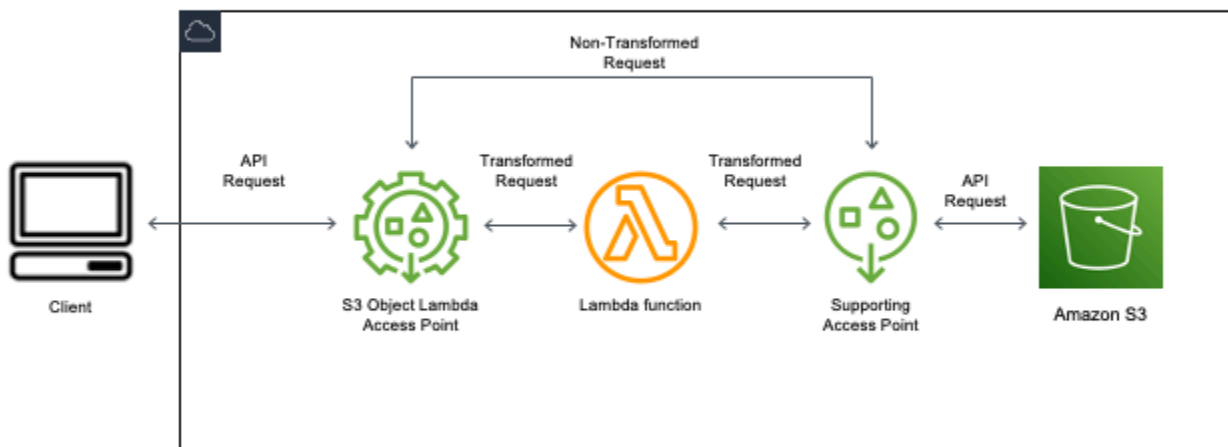 Non-Transformed
Request
API
Request
Transformed
Request
Transformed
Request
API
Request
Client
S3 Object Lambda
Access Point
Lambda function
Supporting
Access Point
Amazon S3